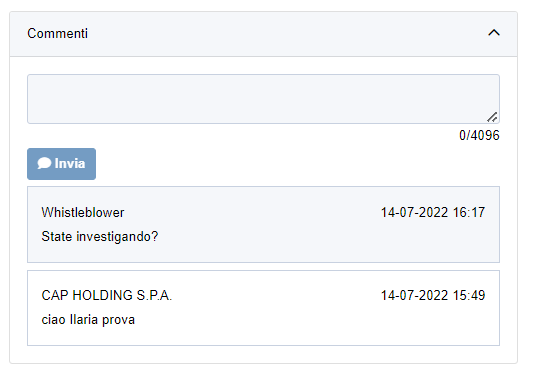 Commenti
0/4096
Invia
Whistleblower 14-07-2022 16:17
State investigando?
CAP HOLDING S.P.A. 14-07-2022 15:49
ciao Ilaria prova